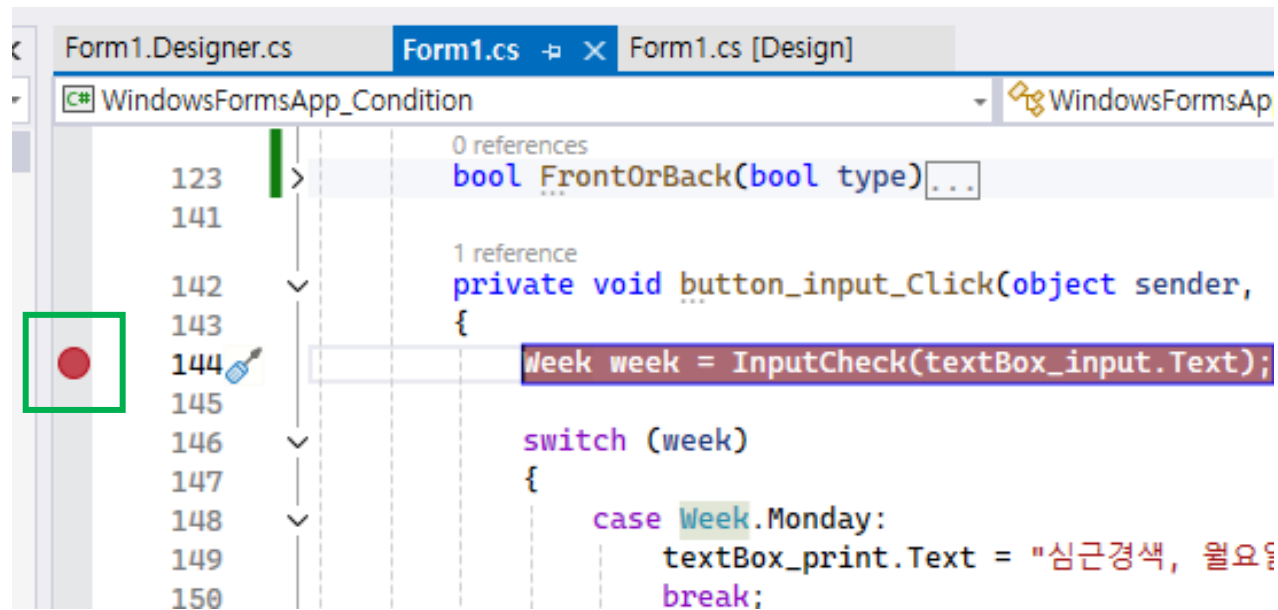 Form1.Designer.cs Form1.cs Form1.cs [Design]
C# WindowsFormsApp_Condition WindowsFormsAp
0 references
123 bool FrontOrBack(bool type)...
141
1 reference
142 private void button_input_Click(object sender,
143 {
144 Week week = InputCheck(textBox_input.Text);
145
146 switch (week)
147 {
148 case Week.Monday:
149 textBox_print.Text = "심근경색, 월요일
150 break;